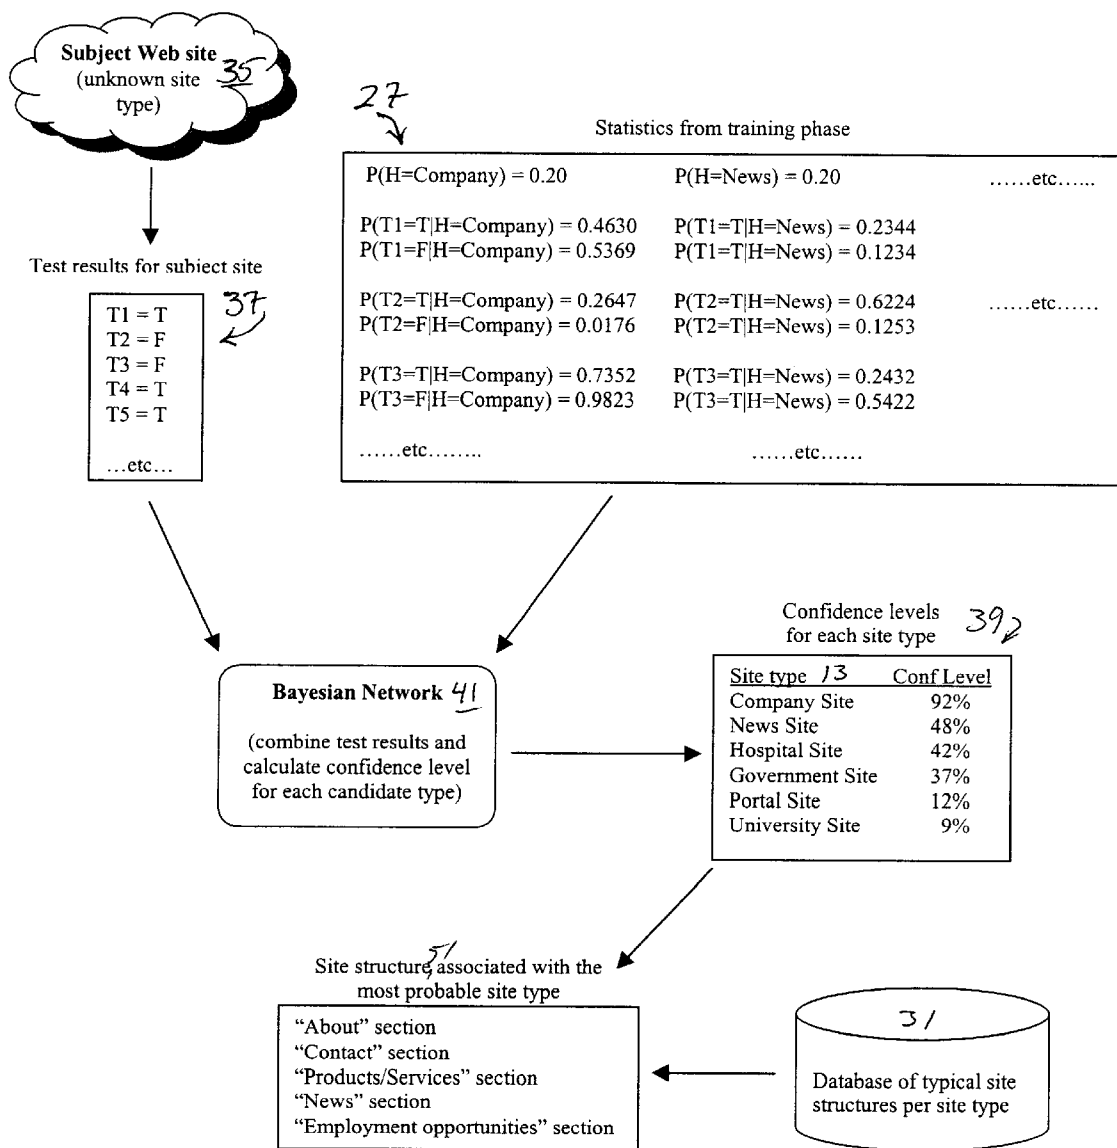 Subject Web site
(unknown site 35
type)
27
Statistics from training phase
P(H=Company) = 0.20 P(H=News) = 0.20 ......etc......
P(T1=T|H=Company) = 0.4630 P(T1=T|H=News) = 0.2344
P(T1=F|H=Company) = 0.5369 P(T1=T|H=News) = 0.1234
P(T2=T|H=Company) = 0.2647 P(T2=T|H=News) = 0.6224 ......etc......
P(T2=F|H=Company) = 0.0176 P(T2=T|H=News) = 0.1253
P(T3=T|H=Company) = 0.7352 P(T3=T|H=News) = 0.2432
P(T3=F|H=Company) = 0.9823 P(T3=T|H=News) = 0.5422
......etc........ ......etc......
Test results for subject site
37
T1 = T
T2 = F
T3 = F
T4 = T
T5 = T
...etc...
Bayesian Network 41
(combine test results and
calculate confidence level
for each candidate type)
Confidence levels
for each site type 39
Site type 13 Conf Level
Company Site 92%
News Site 48%
Hospital Site 42%
Government Site 37%
Portal Site 12%
University Site 9%
51
Site structure associated with the
most probable site type
"About" section
"Contact" section
"Products/Services" section
"News" section
"Employment opportunities" section
31
Database of typical site
structures per site type